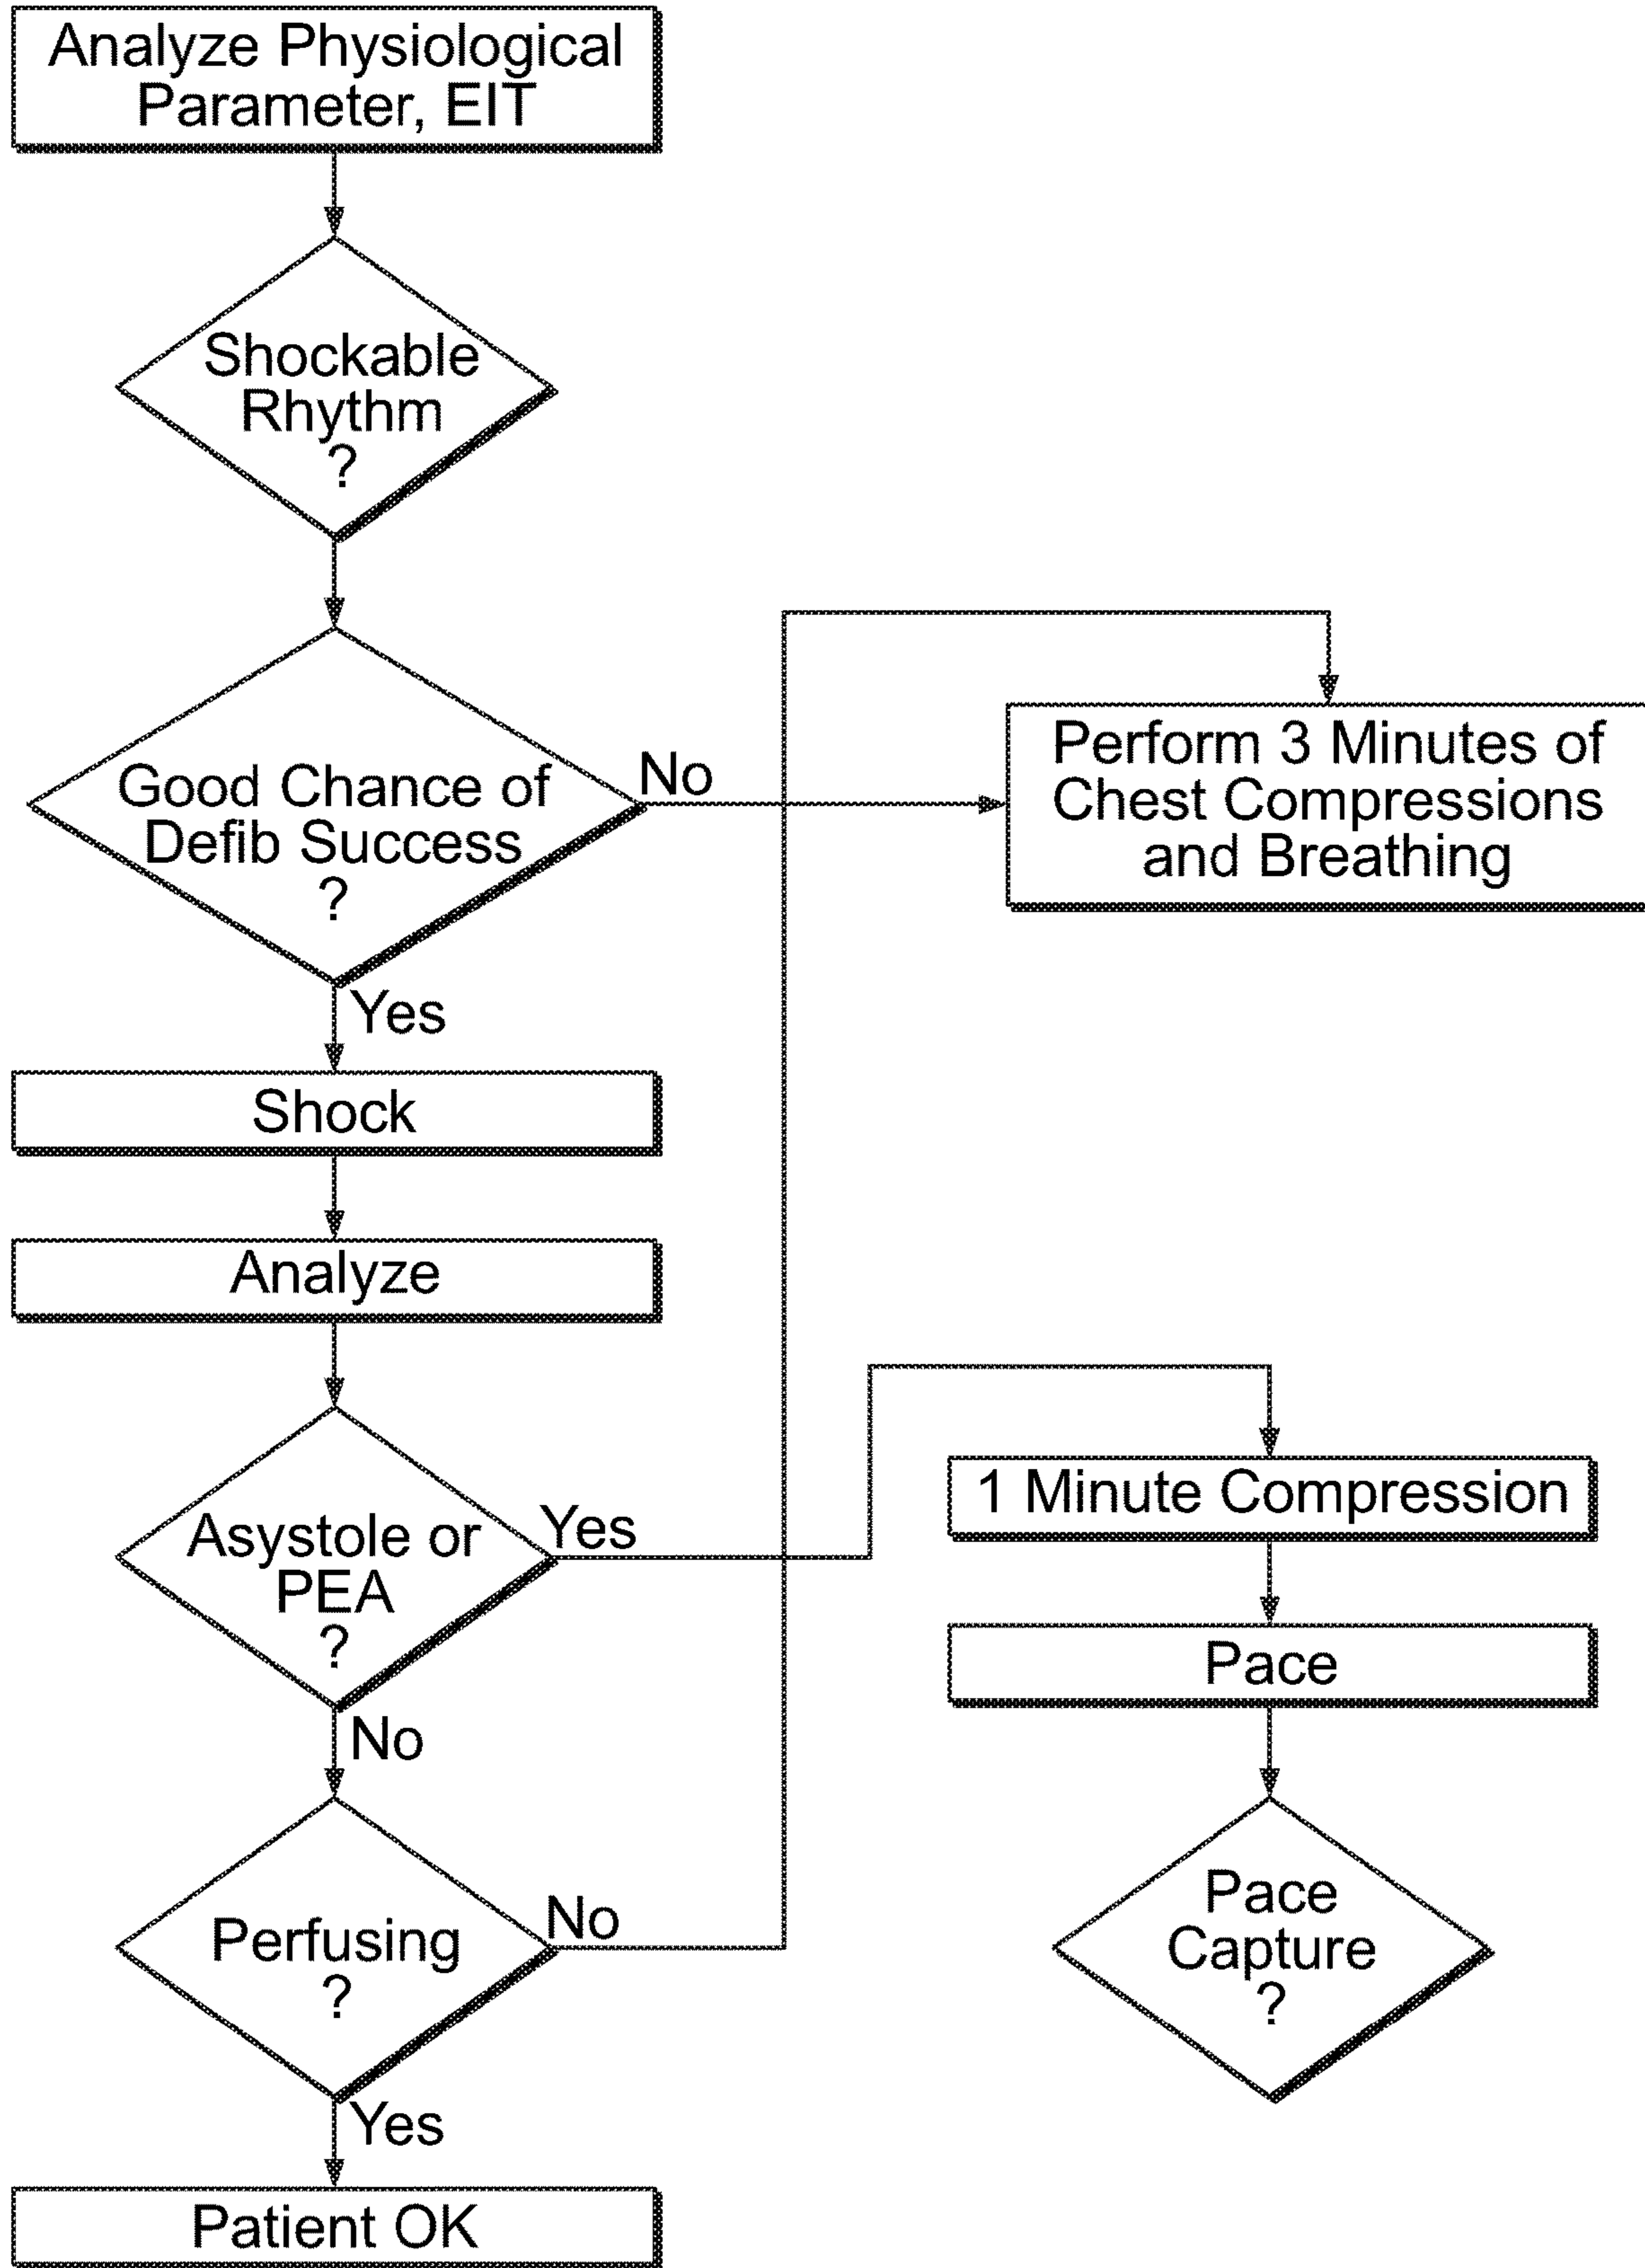 Analyze Physiological
Parameter, EIT
Shockable
Rhythm
?
Good Chance of
Defib Success
?
No
Perform 3 Minutes of
Chest Compressions
and Breathing
Yes
Shock
Analyze
Asystole or
PEA
?
Yes
1 Minute Compression
Pace
No
Perfusing
?
No
Pace
Capture
?
Yes
Patient OK